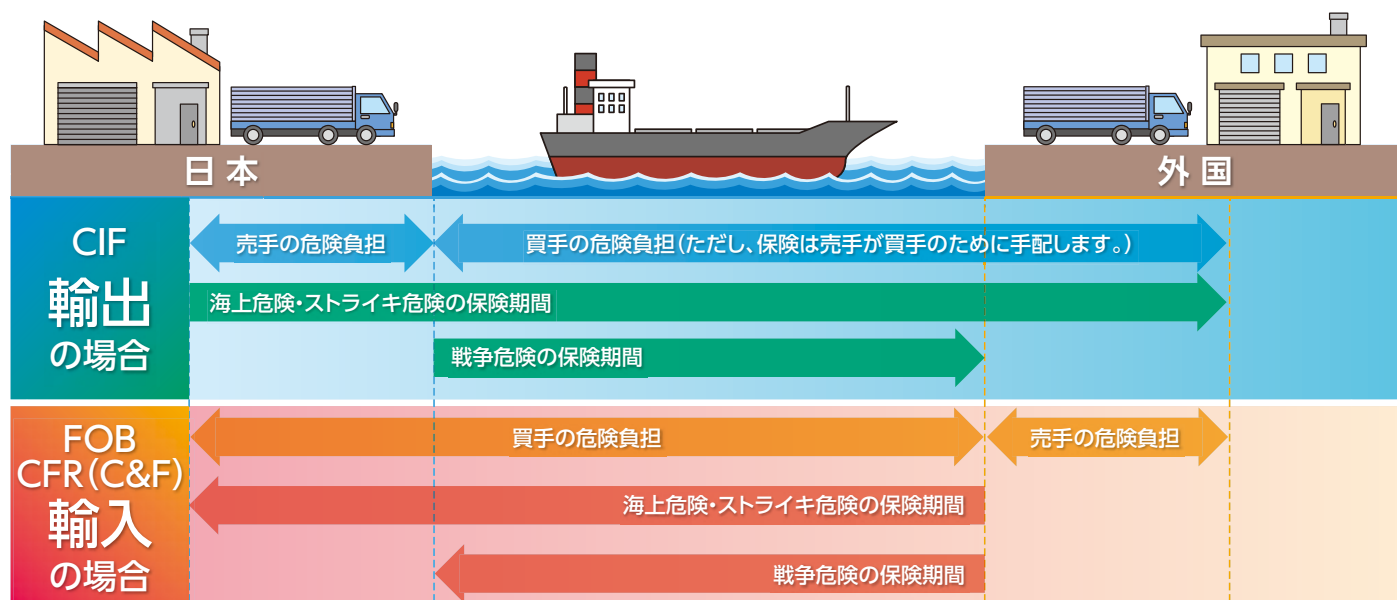 日本
外国
CIF
輸出
の場合
売手の危険負担
買手の危険負担(ただし、保険は売手が買手のために手配します。)
海上危険・ストライキ危険の保険期間
戦争危険の保険期間
FOB
CFR(C&F)
輸入
の場合
買手の危険負担
売手の危険負担
海上危険・ストライキ危険の保険期間
戦争危険の保険期間